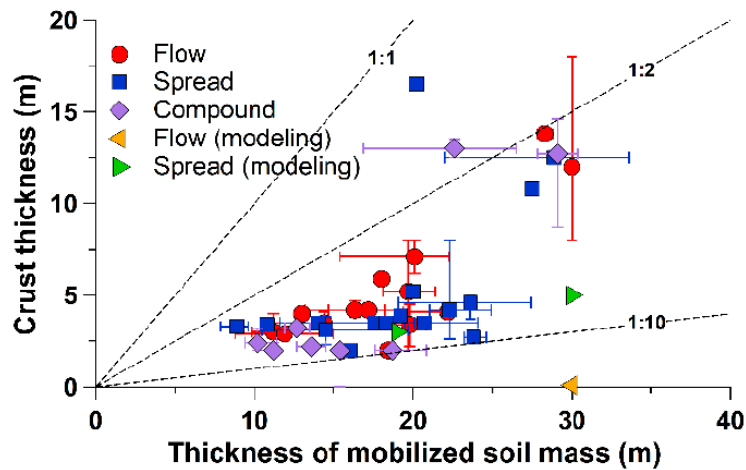 20
1:1
1:2
Flow
Spread
15
Compound
Flow (modeling)
Spread (modeling)
10
5
1:10
0
0
10
20
30
40
Crust thickness (m)
Thickness of mobilized soil mass (m)